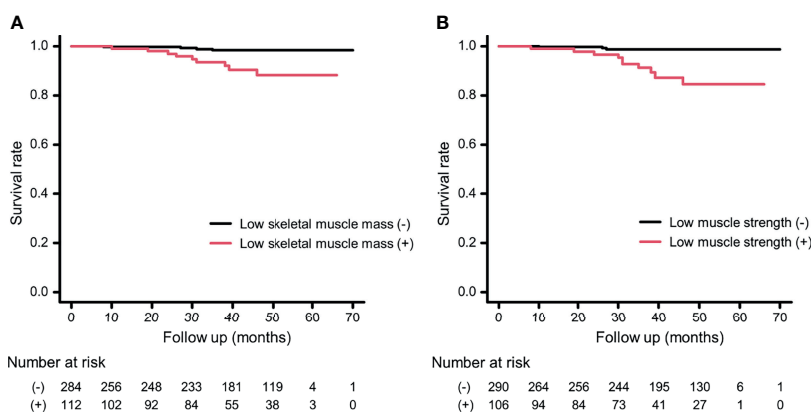 A
1.0
0.8
0.6
0.4
0.2
0.0
Survival rate
Low skeletal muscle mass (-)
Low skeletal muscle mass (+)
0 10 20 30 40 50 60 70
Follow up (months)
Number at risk
(-) 284 256 248 233 181 119 4 1
(+) 112 102 92 84 55 38 3 0
B
1.0
0.8
0.6
0.4
0.2
0.0
Survival rate
Low muscle strength (-)
Low muscle strength (+)
0 10 20 30 40 50 60 70
Follow up (months)
Number at risk
(-) 290 264 256 244 195 130 6 1
(+) 106 94 84 73 41 27 1 0